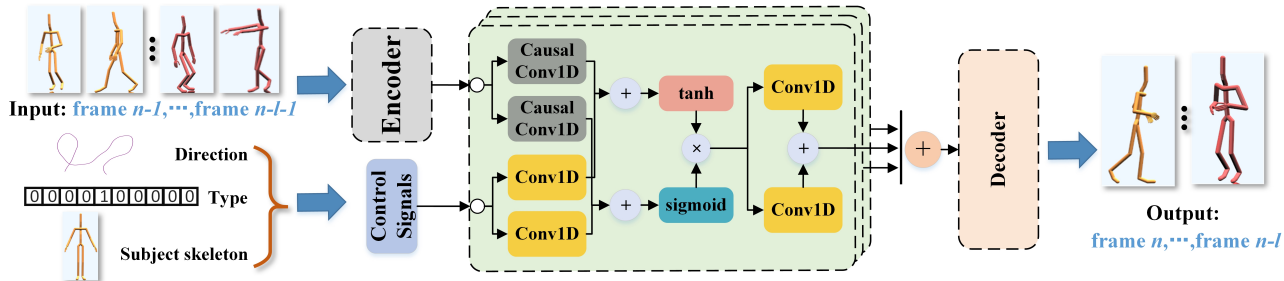 Input: frame n-1,···,frame n-l-1
Direction
0 0 0 0 1 0 0 0 0 0
Type
Subject skeleton
Encoder
Control
Signals
Causal
Conv1D
Causal
Conv1D
Conv1D
Conv1D
+
+
tanh
×
sigmoid
Conv1D
+
Conv1D
+
Decoder
Output:
frame n,···,frame n-l